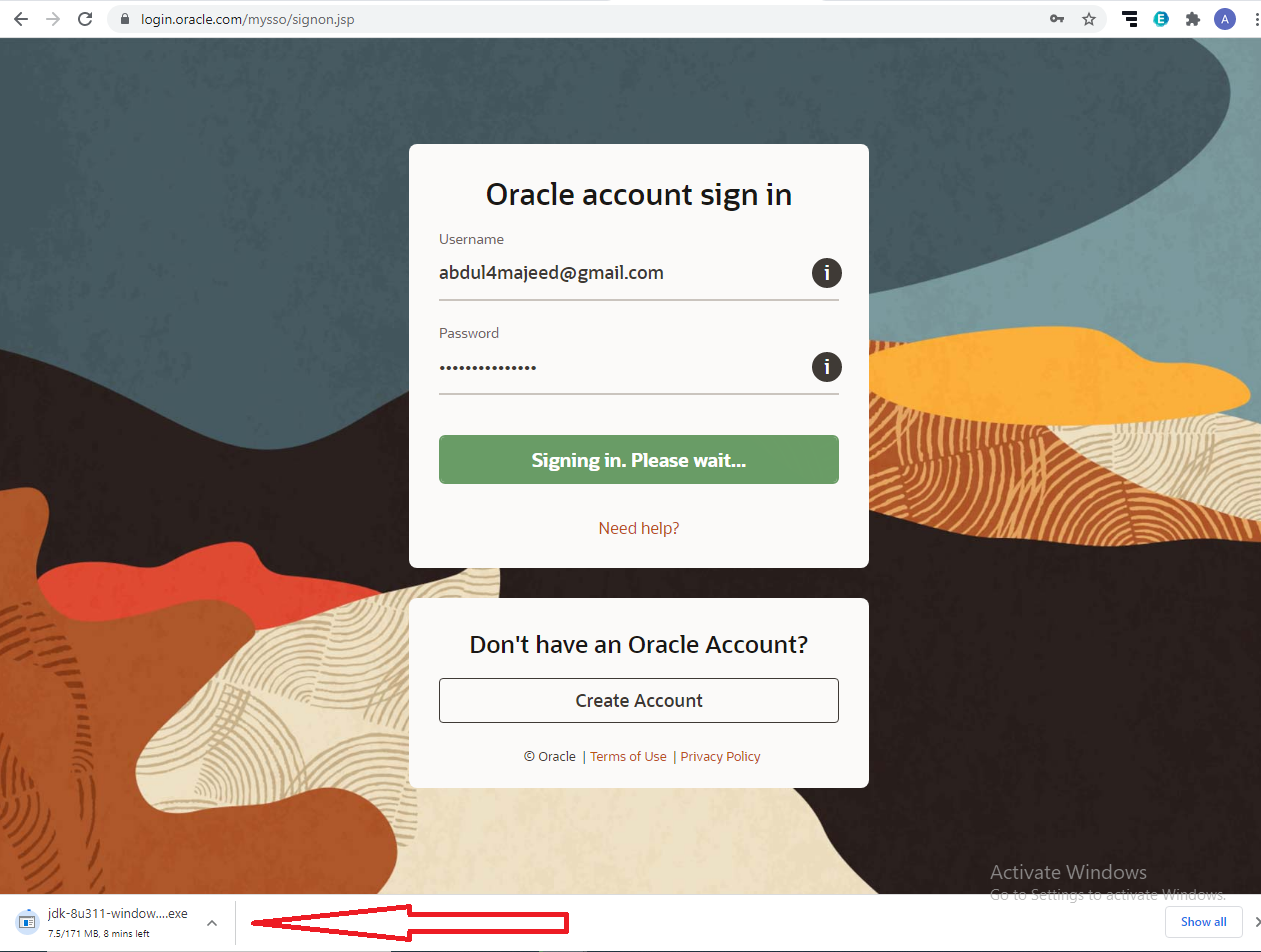 login.oracle.com/mysso/signon.jsp
E
A
Oracle account sign in
Username
abdul4majeed@gmail.com
i
Password
•••••••••••••••
i
Signing in. Please wait...
Need help?
Don't have an Oracle Account?
Create Account
© Oracle | Terms of Use | Privacy Policy
Activate Windows
Go to Settings to activate Windows.
jdk-8u311-window....exe
7.5/171 MB, 8 mins left
Show all